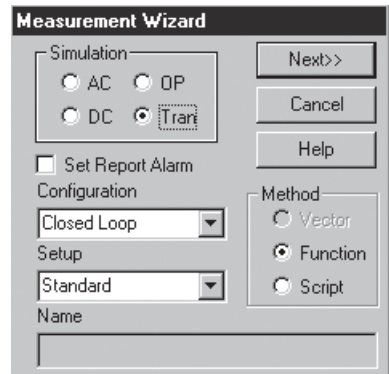 Measurement Wizard
Simulation
AC OP
DC Tran
Next>>
Cancel
Help
Set Report Alarm
Configuration
Closed Loop
Setup
Standard
Name
Method
Vector
Function
Script